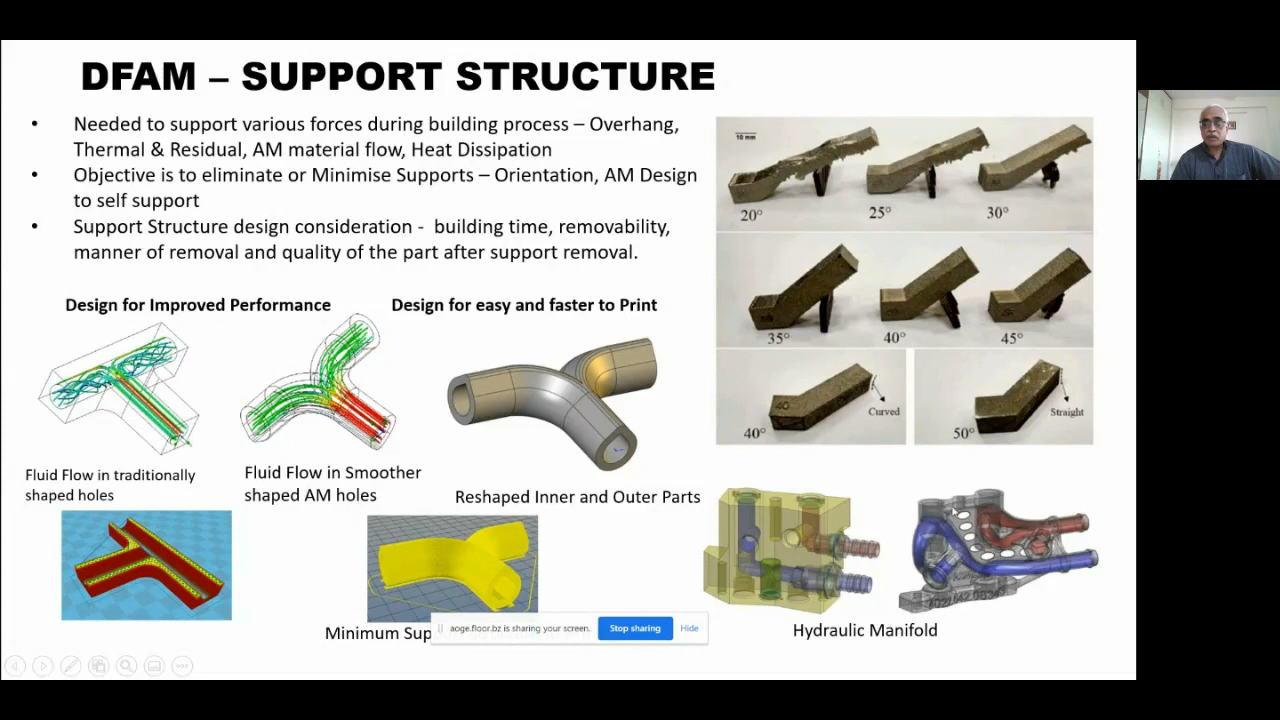 DFAM – SUPPORT STRUCTURE
• Needed to support various forces during building process – Overhang,
Thermal & Residual, AM material flow, Heat Dissipation
• Objective is to eliminate or Minimise Supports – Orientation, AM Design
to self support
• Support Structure design consideration - building time, removability,
manner of removal and quality of the part after support removal.
10 mm
20°
25°
30°
35°
40°
45°
40°
Curved
50°
Straight
Design for Improved Performance
Design for easy and faster to Print
Fluid Flow in traditionally
shaped holes
Fluid Flow in Smoother
shaped AM holes
Reshaped Inner and Outer Parts
Minimum Sup
aoge.floor.bz is sharing your screen.
Stop sharing
Hide
Hydraulic Manifold